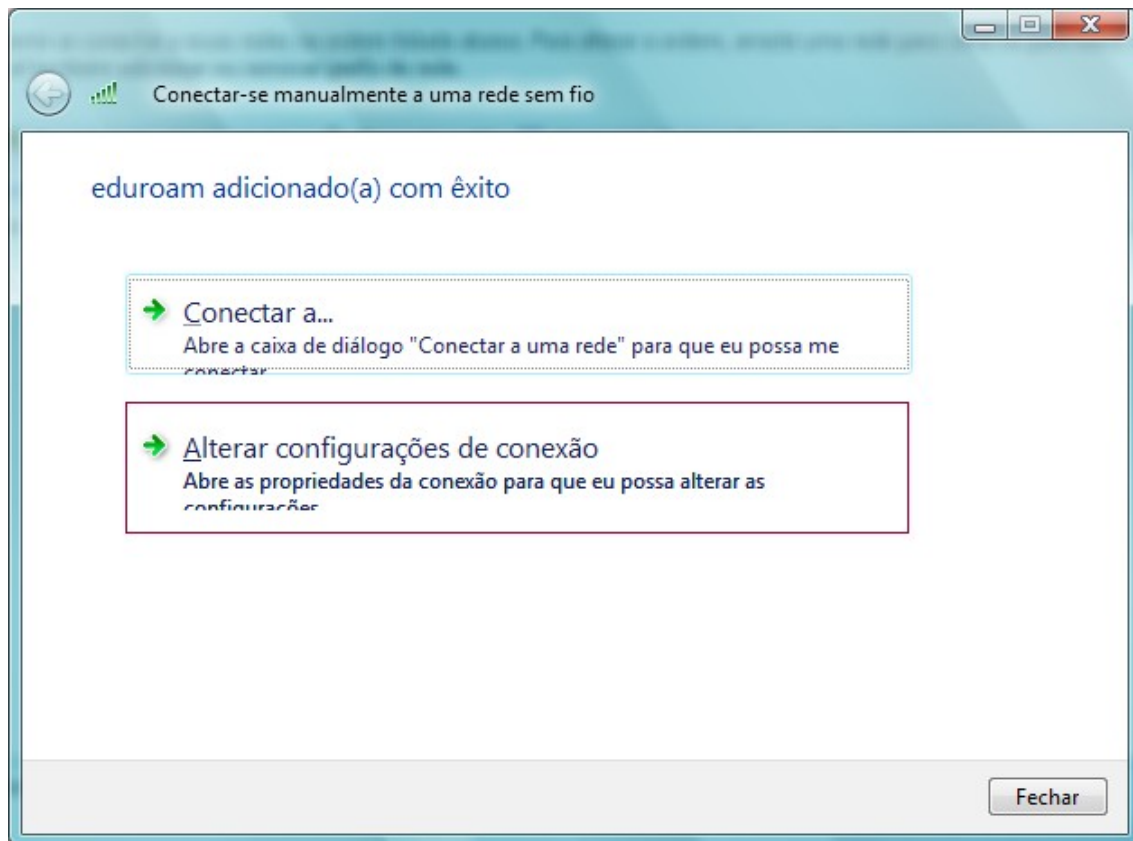 Conectar-se manualmente a uma rede sem fio
eduroam adicionado(a) com êxito
Conectar a...
Abre a caixa de diálogo "Conectar a uma rede" para que eu possa me
conectar
Alterar configurações de conexão
Abre as propriedades da conexão para que eu possa alterar as
configurações
Fechar